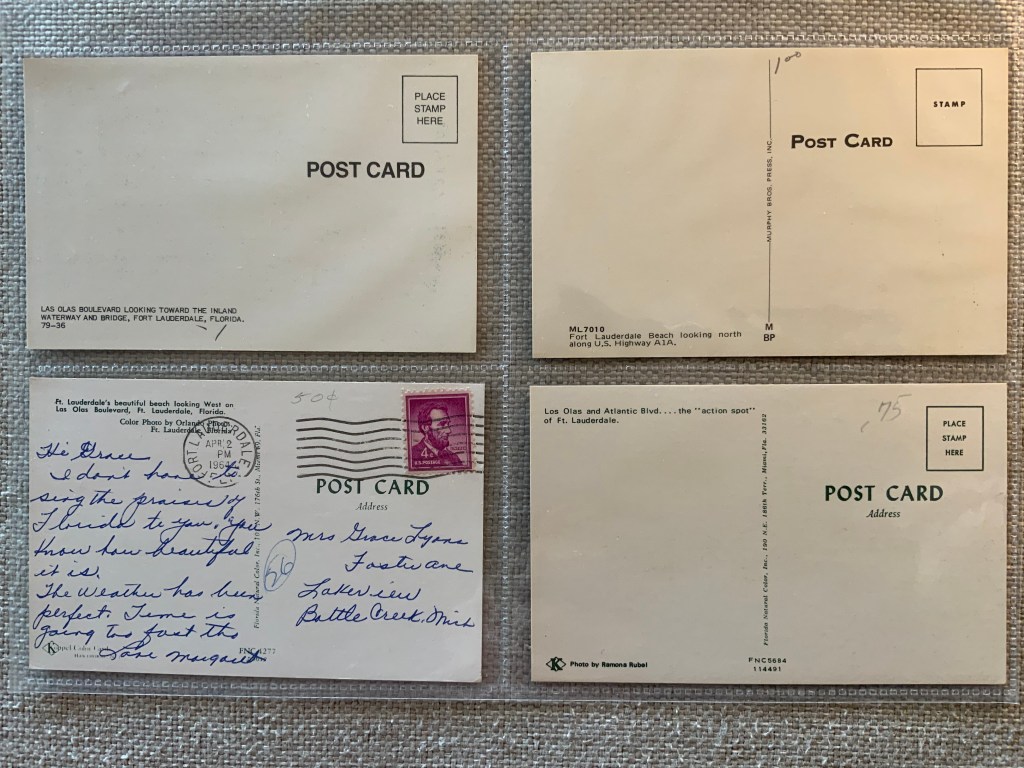 PLACE
STAMP
HERE
POST CARD
LAS OLAS BOULEVARD LOOKING TOWARD THE INLAND
WATERWAY AND BRIDGE, FORT LAUDERDALE, FLORIDA.
79-36
1.00
STAMP
POST CARD
MURPHY BROS. PRESS, INC.
ML7010
Fort Lauderdale Beach looking north
along U.S. Highway A1A.
M
BP
Ft. Lauderdale's beautiful beach looking West on
Las Olas Boulevard, Ft. Lauderdale, Florida.
Color Photo by Orlando
Ft. Lauderdale, Florida
50¢
FORT LAUDERDALE
APR 2
PM
1964
4¢
U.S. POSTAGE
Hi Grace
I don't have to
sing the praises of
Florida to you. You
know how beautiful
it is.
The weather has been
perfect. Time is
going too fast tho
Love Margaret
26
POST CARD
Address
Mrs Grace Lyons
Lakeview
Battle Creek, Mich
Los Olas and Atlantic Blvd.... the "action spot"
of Ft. Lauderdale.
75
PLACE
STAMP
HERE
POST CARD
Address
Florida Natural Color, Inc., 190 N.E. 186th Terr., Miami, Fla. 33162
K
Photo by Ramona Rubel
FNC5684
114491